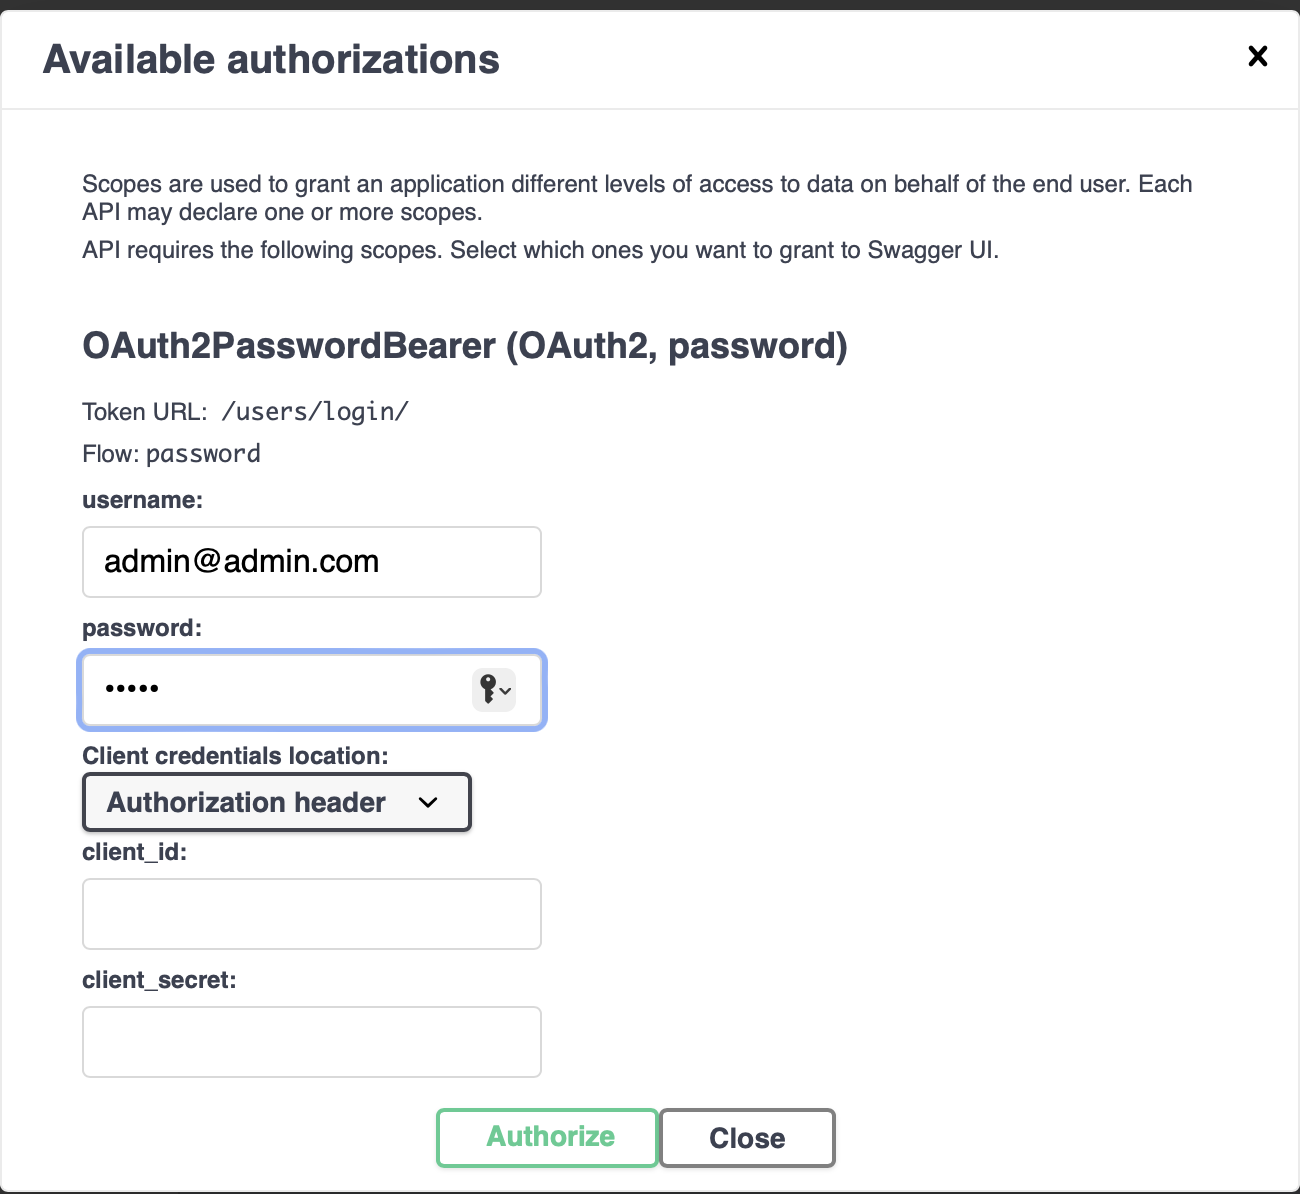 Available authorizations
Scopes are used to grant an application different levels of access to data on behalf of the end user. Each
API may declare one or more scopes.
API requires the following scopes. Select which ones you want to grant to Swagger UI.
OAuth2PasswordBearer (OAuth2, password)
Token URL: /users/login/
Flow: password
username:
admin@admin.com
password:
•••••
Client credentials location:
Authorization header
client_id:
client_secret:
Authorize Close